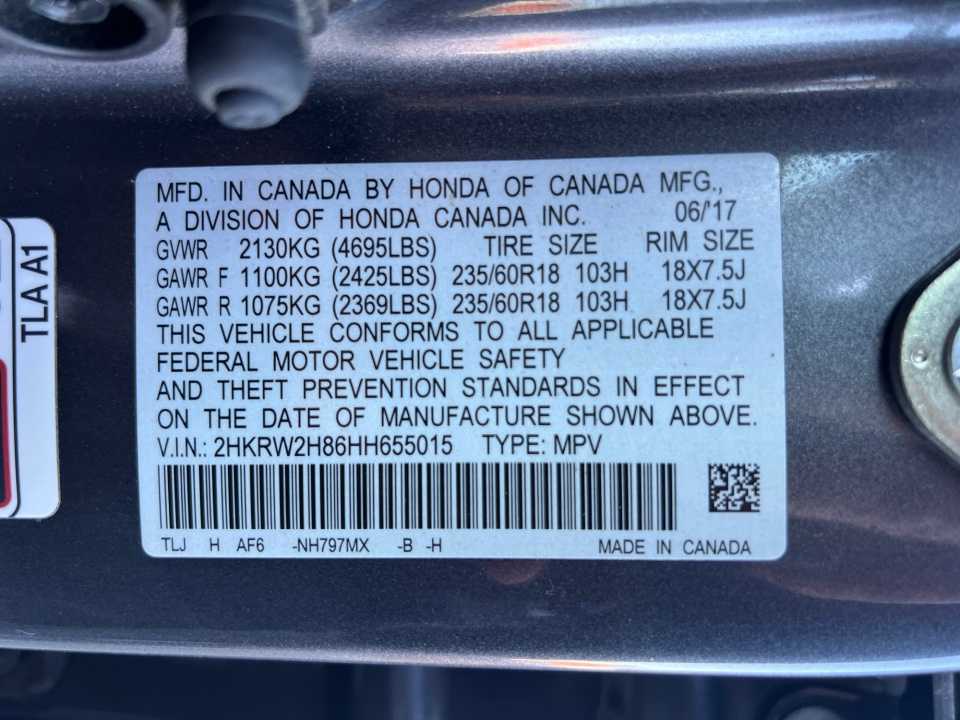 MFD. IN CANADA BY HONDA OF CANADA MFG.,
A DIVISION OF HONDA CANADA INC. 06/'17
GVWR 2130KG (4695LBS) TIRE SIZE RIM SIZE
GAWR F 1100KG (2425LBS) 235/60R18 103H 18X7.5J
GAWR R 1075KG (2369LBS) 235/60R18 103H 18X7.5J
THIS VEHICLE CONFORMS TO ALL APPLICABLE
FEDERAL MOTOR VEHICLE SAFETY
AND THEFT PREVENTION STANDARDS IN EFFECT
ON THE DATE OF MANUFACTURE SHOWN ABOVE.
V.I.N.: 2HKRW2H86HH655015 TYPE: MPV
TLJ H AF6 -NH797MX -B -H MADE IN CANADA
TLA A1